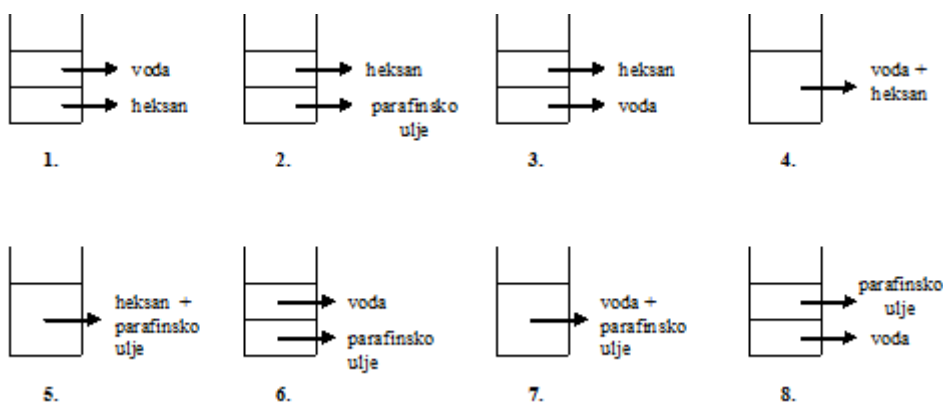 voda
heksan
1.
heksan
parafinsko
ulje
2.
heksan
voda
3.
voda +
heksan
4.
heksan +
parafinsko
ulje
5.
voda
parafinsko
ulje
6.
voda +
parafinsko
ulje
7.
parafinsko
ulje
voda
8.